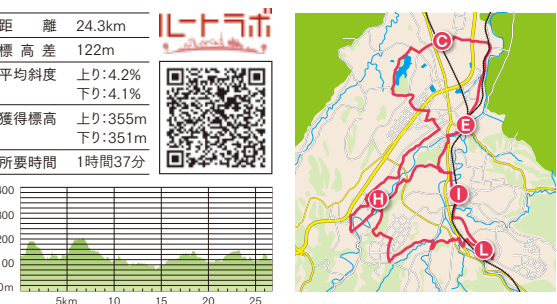 距離 24.3km
標高差 122m
平均斜度 上り:4.2%
下り:4.1%
獲得標高 上り:355m
下り:351m
所要時間 1時間37分
ルートラボ
400
300
200
100
0m
5km 10 15 20 25
C
E
H
I
L